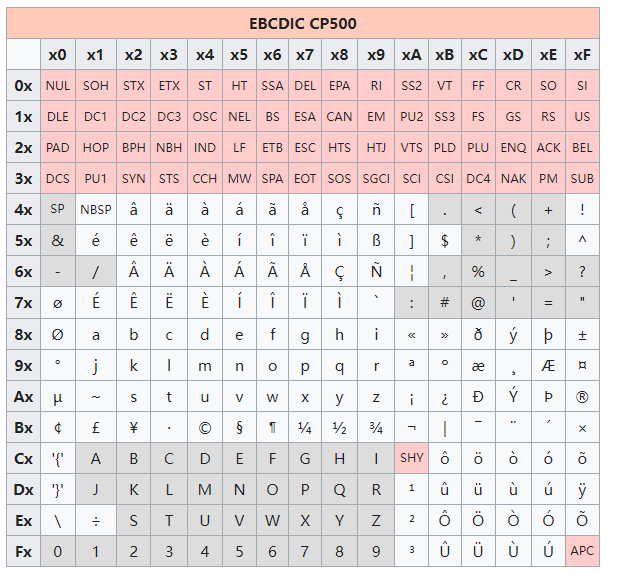 EBCDIC CP500
x0 x1 x2 x3 x4 x5 x6 x7 x8 x9 xA xB xC xD xE xF
0x NUL SOH STX ETX ST HT SSA DEL EPA RI SS2 VT FF CR SO SI
1x DLE DC1 DC2 DC3 OSC NEL BS ESA CAN EM PU2 SS3 FS GS RS US
2x PAD HOP BPH NBH IND LF ETB ESC HTS HTJ VTS PLD PLU ENQ ACK BEL
3x DCS PU1 SYN STS CCH MW SPA EOT SOS SGCI SCI CSI DC4 NAK PM SUB
4x SP NBSP â ä à á ã å ç ñ [ . < ( + !
5x & é ê ë è í î ï ì ß ] $ * ) ; ^
6x - / Â Ä À Á Ã Å Ç Ñ ¦ , % _ > ?
7x ø É Ê Ë È Í Î Ï Ì ` : # @ ' = "
8x Ø a b c d e f g h i « » ð ý þ ±
9x ° j k l m n o p q r ª º æ ¸ Æ ¤
Ax µ ~ s t u v w x y z ¡ ¿ Ð Ý Þ ®
Bx ¢ £ ¥ · © § ¶ ¼ ½ ¾ ¬ | ¯ ¨ ´ ×
Cx '{' A B C D E F G H I SHY ô ö ò ó õ
Dx '}' J K L M N O P Q R ¹ û ü ù ú ÿ
Ex \ ÷ S T U V W X Y Z ² Ô Ö Ò Ó Õ
Fx 0 1 2 3 4 5 6 7 8 9 ³ Û Ü Ù Ú APC